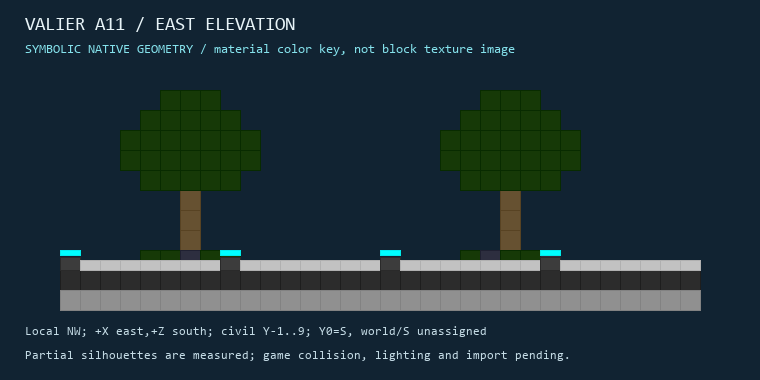 VALIER A11 / EAST ELEVATION
SYMBOLIC NATIVE GEOMETRY / material color key, not block texture image
Local NW; +X east,+Z south; civil Y-1..9; Y0=S, world/S unassigned
Partial silhouettes are measured; game collision, lighting and import pending.